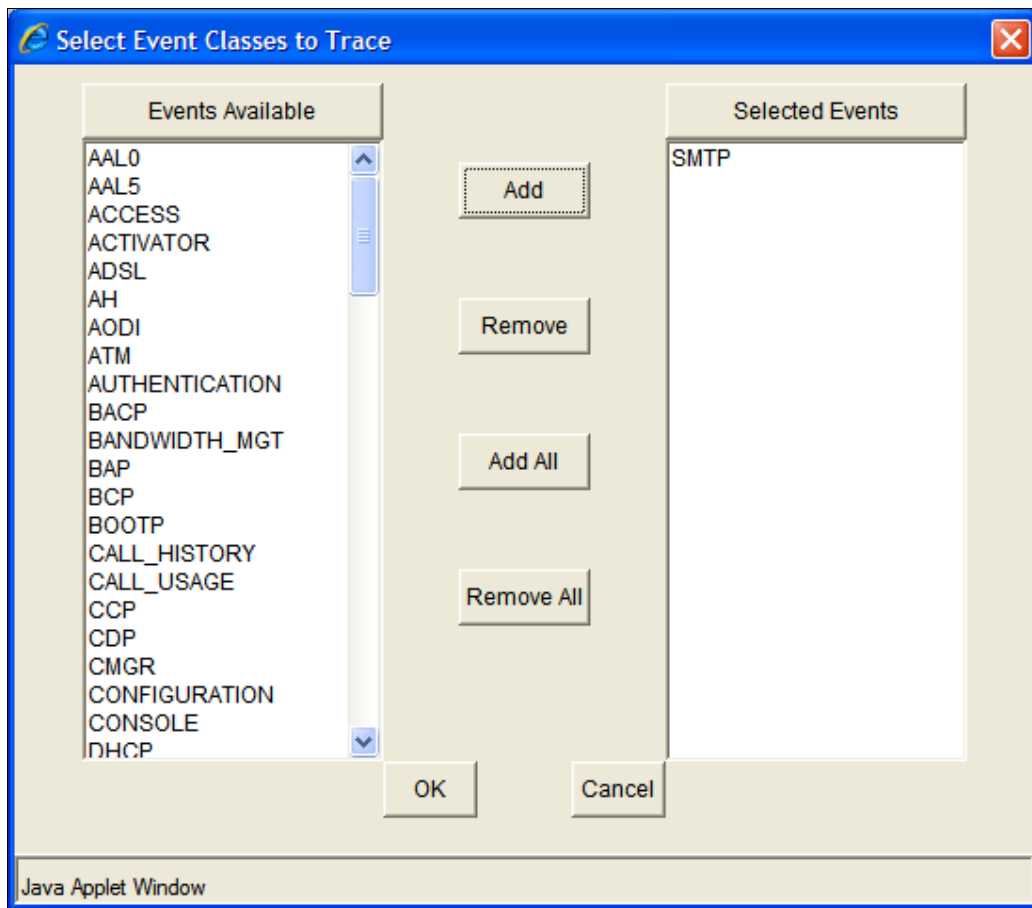 Select Event Classes to Trace
Events Available
AAL0
AAL5
ACCESS
ACTIVATOR
ADSL
AH
AODI
ATM
AUTHENTICATION
BACP
BANDWIDTH_MGT
BAP
BCP
BOOTP
CALL_HISTORY
CALL_USAGE
CCP
CDP
CMGR
CONFIGURATION
CONSOLE
DHCP
Add
Remove
Add All
Remove All
Selected Events
SMTP
OK
Cancel
Java Applet Window